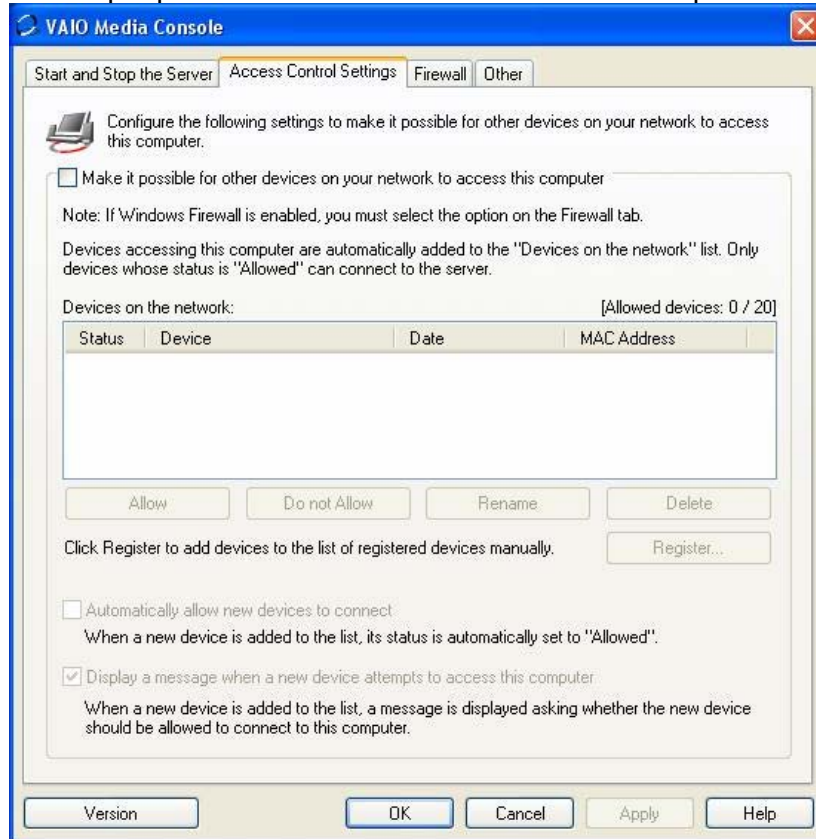 VAIO Media Console
Start and Stop the Server Access Control Settings Firewall Other
Configure the following settings to make it possible for other devices on your network to access
this computer.
Make it possible for other devices on your network to access this computer
Note: If Windows Firewall is enabled, you must select the option on the Firewall tab.
Devices accessing this computer are automatically added to the "Devices on the network" list. Only
devices whose status is "Allowed" can connect to the server.
Devices on the network: [Allowed devices: 0 / 20]
Status Device Date MAC Address
Allow Do not Allow Rename Delete
Click Register to add devices to the list of registered devices manually. Register...
Automatically allow new devices to connect
When a new device is added to the list, its status is automatically set to "Allowed".
Display a message when a new device attempts to access this computer
When a new device is added to the list, a message is displayed asking whether the new device
should be allowed to connect to this computer.
Version OK Cancel Apply Help